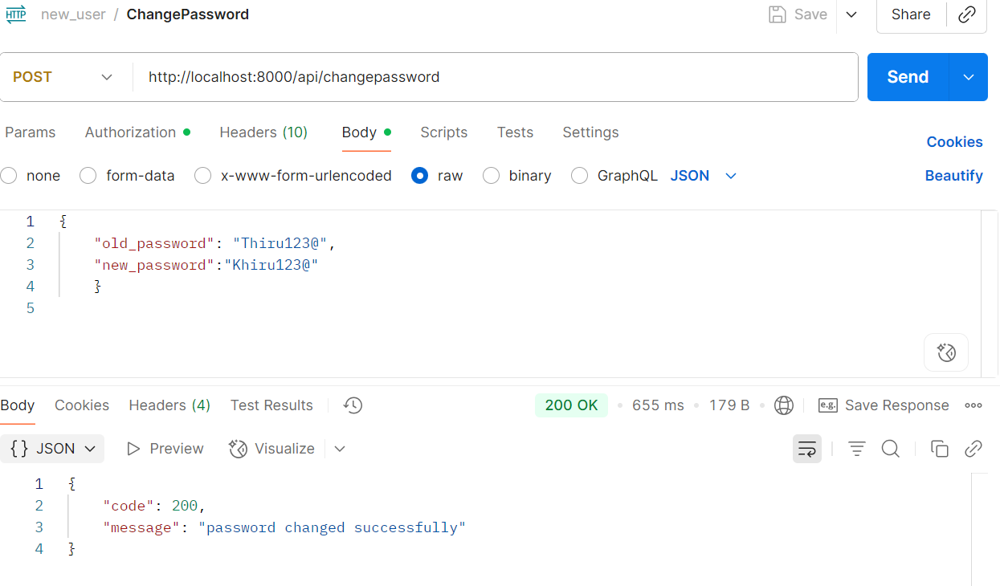 HTTP new_user / ChangePassword Save Share
POST http://localhost:8000/api/changepassword Send
Params Authorization Headers (10) Body Scripts Tests Settings Cookies
none form-data x-www-form-urlencoded raw binary GraphQL JSON Beautify
1 {
2 "old_password": "Thiru123@",
3 "new_password":"Khiru123@"
4 }
5
Body Cookies Headers (4) Test Results 200 OK • 655 ms • 179 B • e.g. Save Response
{} JSON Preview Visualize
1 {
2 "code": 200,
3 "message": "password changed successfully"
4 }